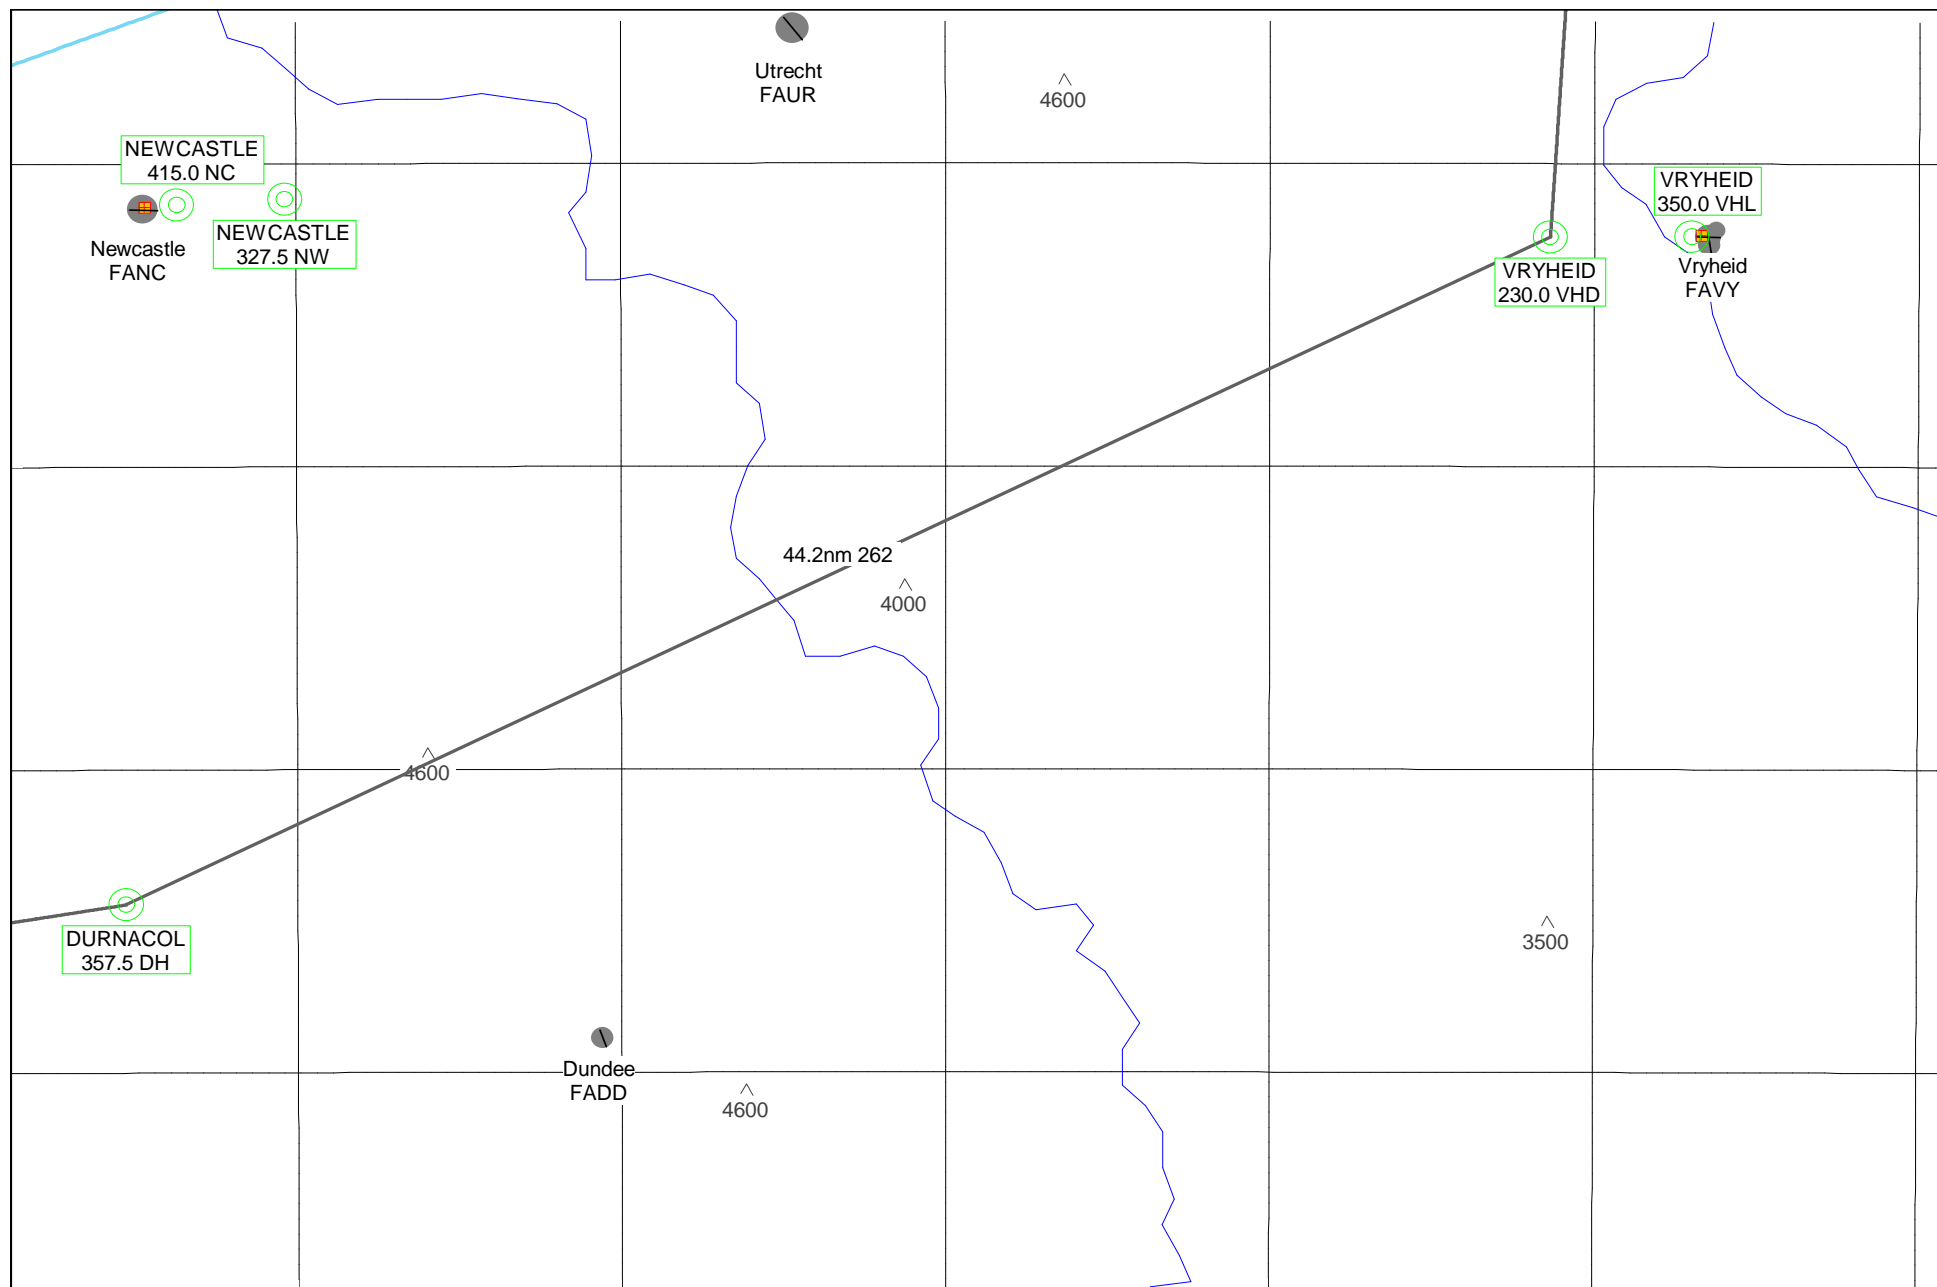 Utrecht
FAUR
4600
NEWCASTLE
415.0 NC
NEWCASTLE
327.5 NW
Newcastle
FANC
VRYHEID
350.0 VHL
VRYHEID
230.0 VHD
Vryheid
FAVY
44.2nm 262
4000
4600
DURNACOL
357.5 DH
3500
Dundee
FADD
4600